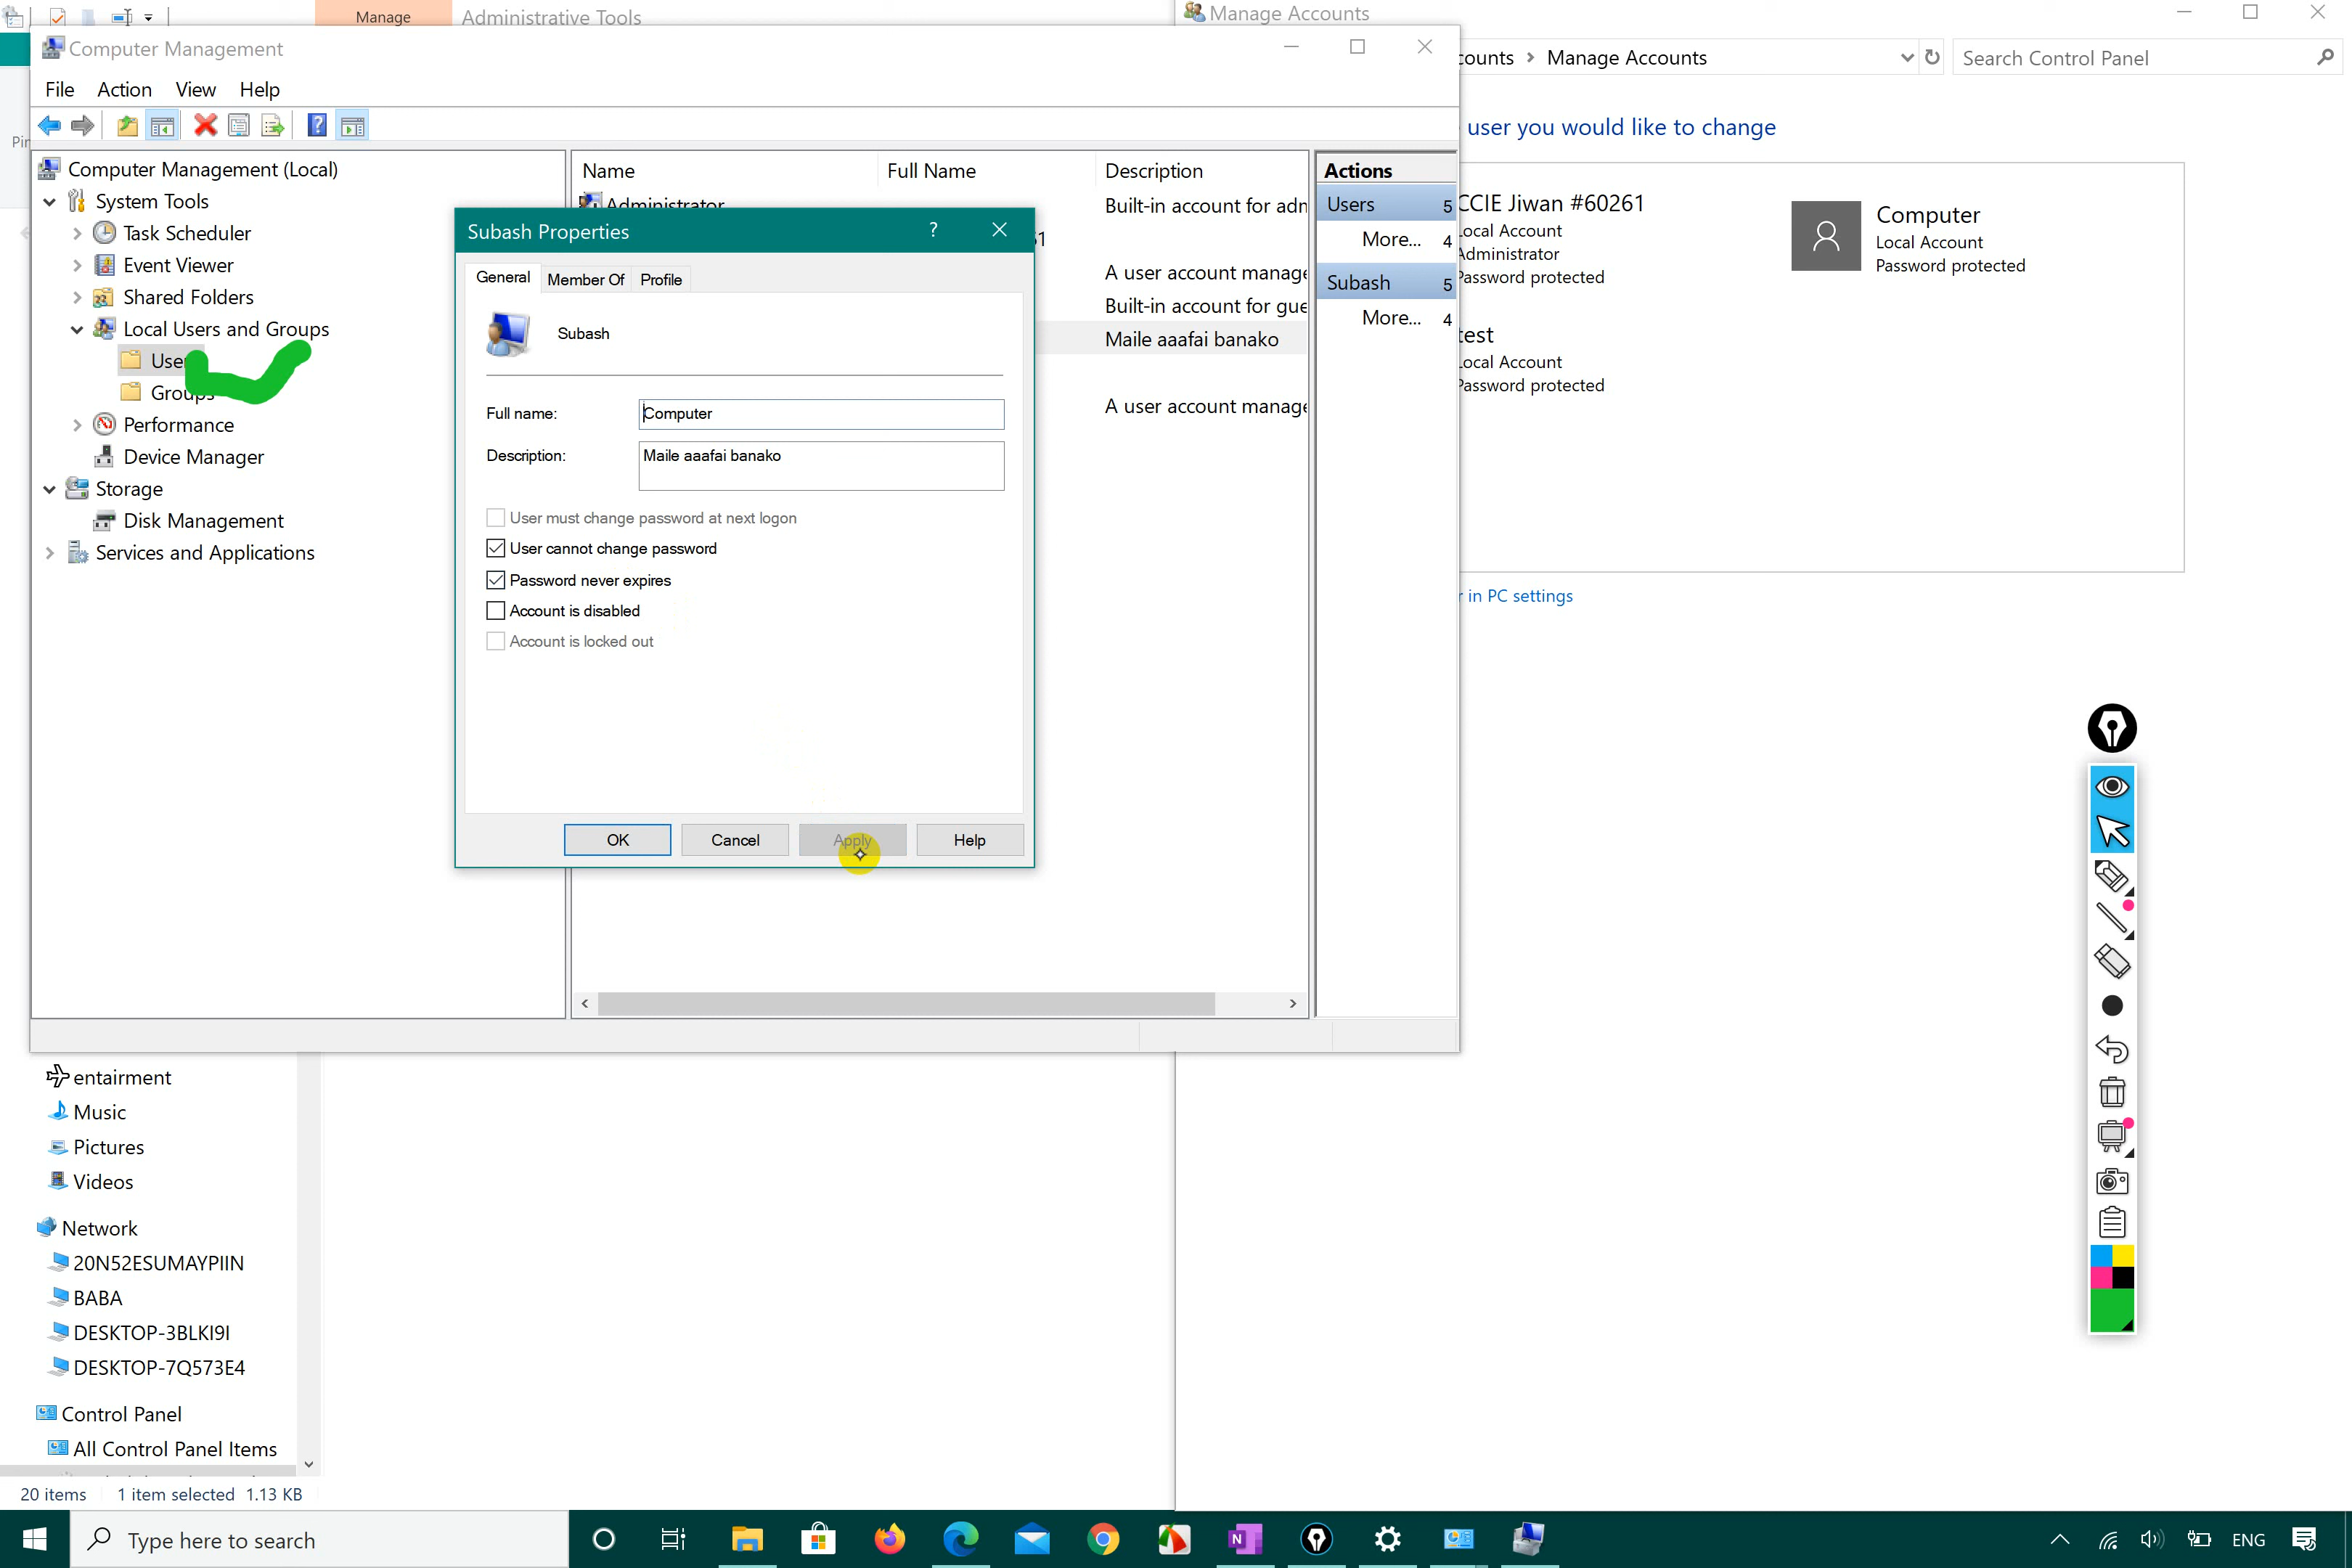 Manage
Administrative Tools
Manage Accounts
Computer Management
File Action View Help
Manage Accounts
Search Control Panel
user you would like to change
Computer Management (Local)
System Tools
Task Scheduler
Event Viewer
Shared Folders
Local Users and Groups
Performance
Device Manager
Storage
Disk Management
Services and Applications
Name Full Name Description
Administrator
Built-in account for
Built-in account for
Maile aaafai banako
A user account
Actions
Users
More...
Subash
More...
Subash Properties
General Member Of Profile
Subash
Full name: Computer
Description: Maile aaafai banako
User must change password at next logon
User cannot change password
Password never expires
Account is disabled
Account is locked out
OK Cancel Apply Help
CCIE Jiwan #60261
Local Account
Administrator
Password protected
test
Local Account
Password protected
Computer
Local Account
Password protected
in PC settings
entairment
Music
Pictures
Videos
Network
20N52ESUMAYPIIN
BABA
DESKTOP-3BLKI9I
DESKTOP-7Q573E4
Control Panel
All Control Panel Items
20 items 1 item selected 1.13 KB
Type here to search
ENG